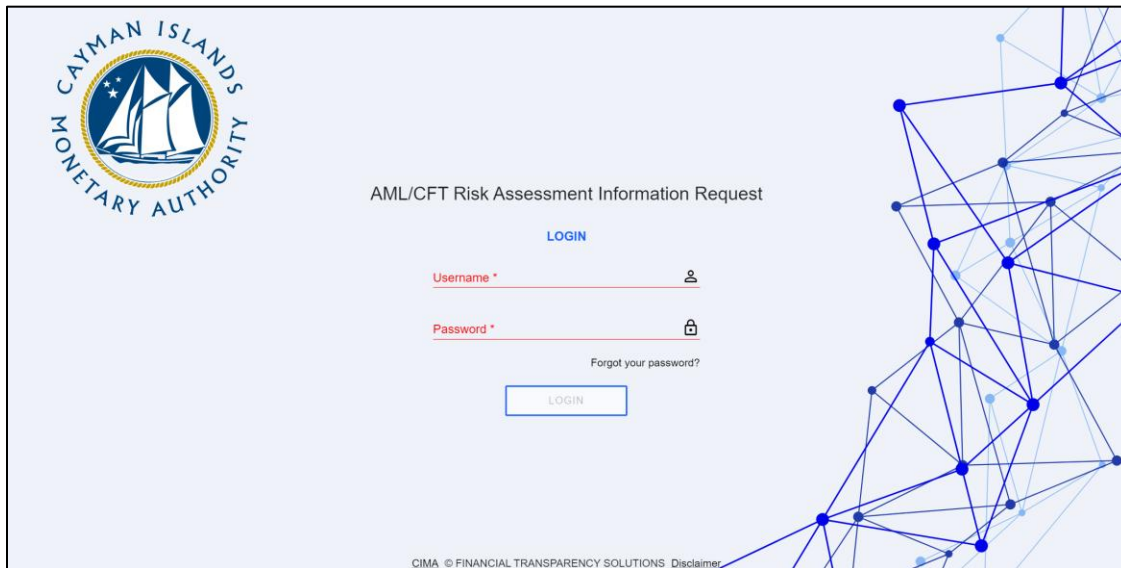 CAYMAN ISLANDS
MONETARY AUTHORITY
AML/CFT Risk Assessment Information Request
LOGIN
Username *
Password *
Forgot your password?
LOGIN
CIMA © FINANCIAL TRANSPARENCY SOLUTIONS Disclaimer